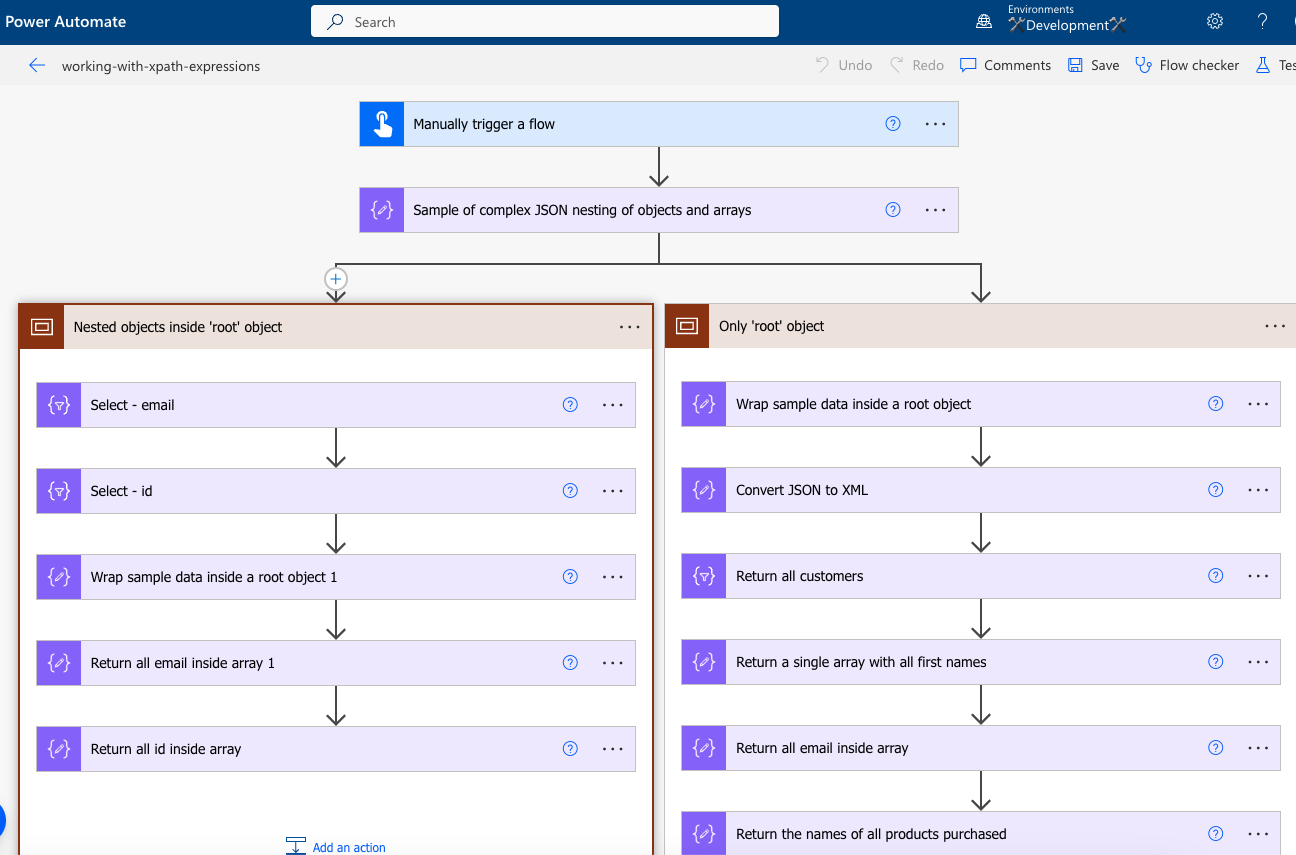 Power Automate
Search
Environments
🛠Development🛠
?
working-with-xpath-expressions
Undo
Redo
Comments
Save
Flow checker
Tes
Manually trigger a flow
Sample of complex JSON nesting of objects and arrays
Nested objects inside 'root' object
Select - email
Select - id
Wrap sample data inside a root object 1
Return all email inside array 1
Return all id inside array
Add an action
Only 'root' object
Wrap sample data inside a root object
Convert JSON to XML
Return all customers
Return a single array with all first names
Return all email inside array
Return the names of all products purchased